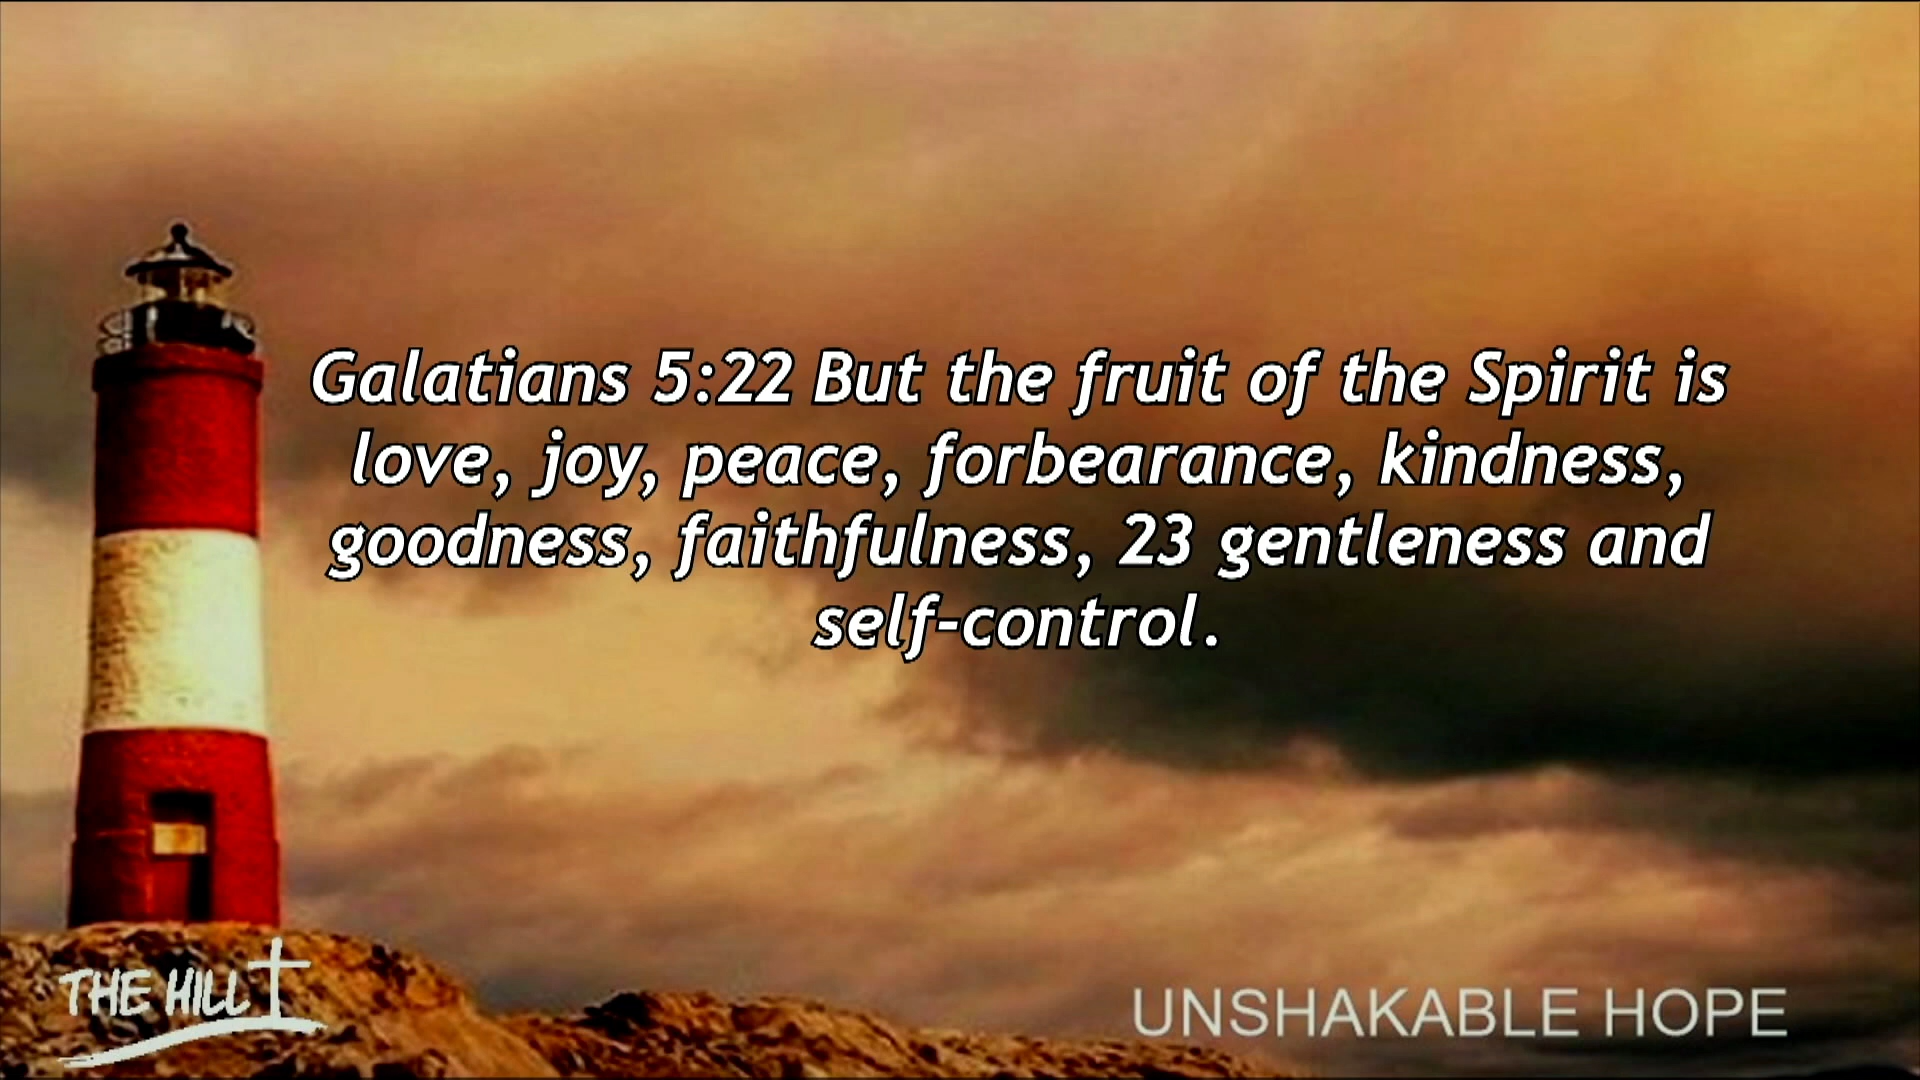 Galatians 5:22 But the fruit of the Spirit is
love, joy, peace, forbearance, kindness,
goodness, faithfulness, 23 gentleness and
self-control.
THE HILL
UNSHAKABLE HOPE